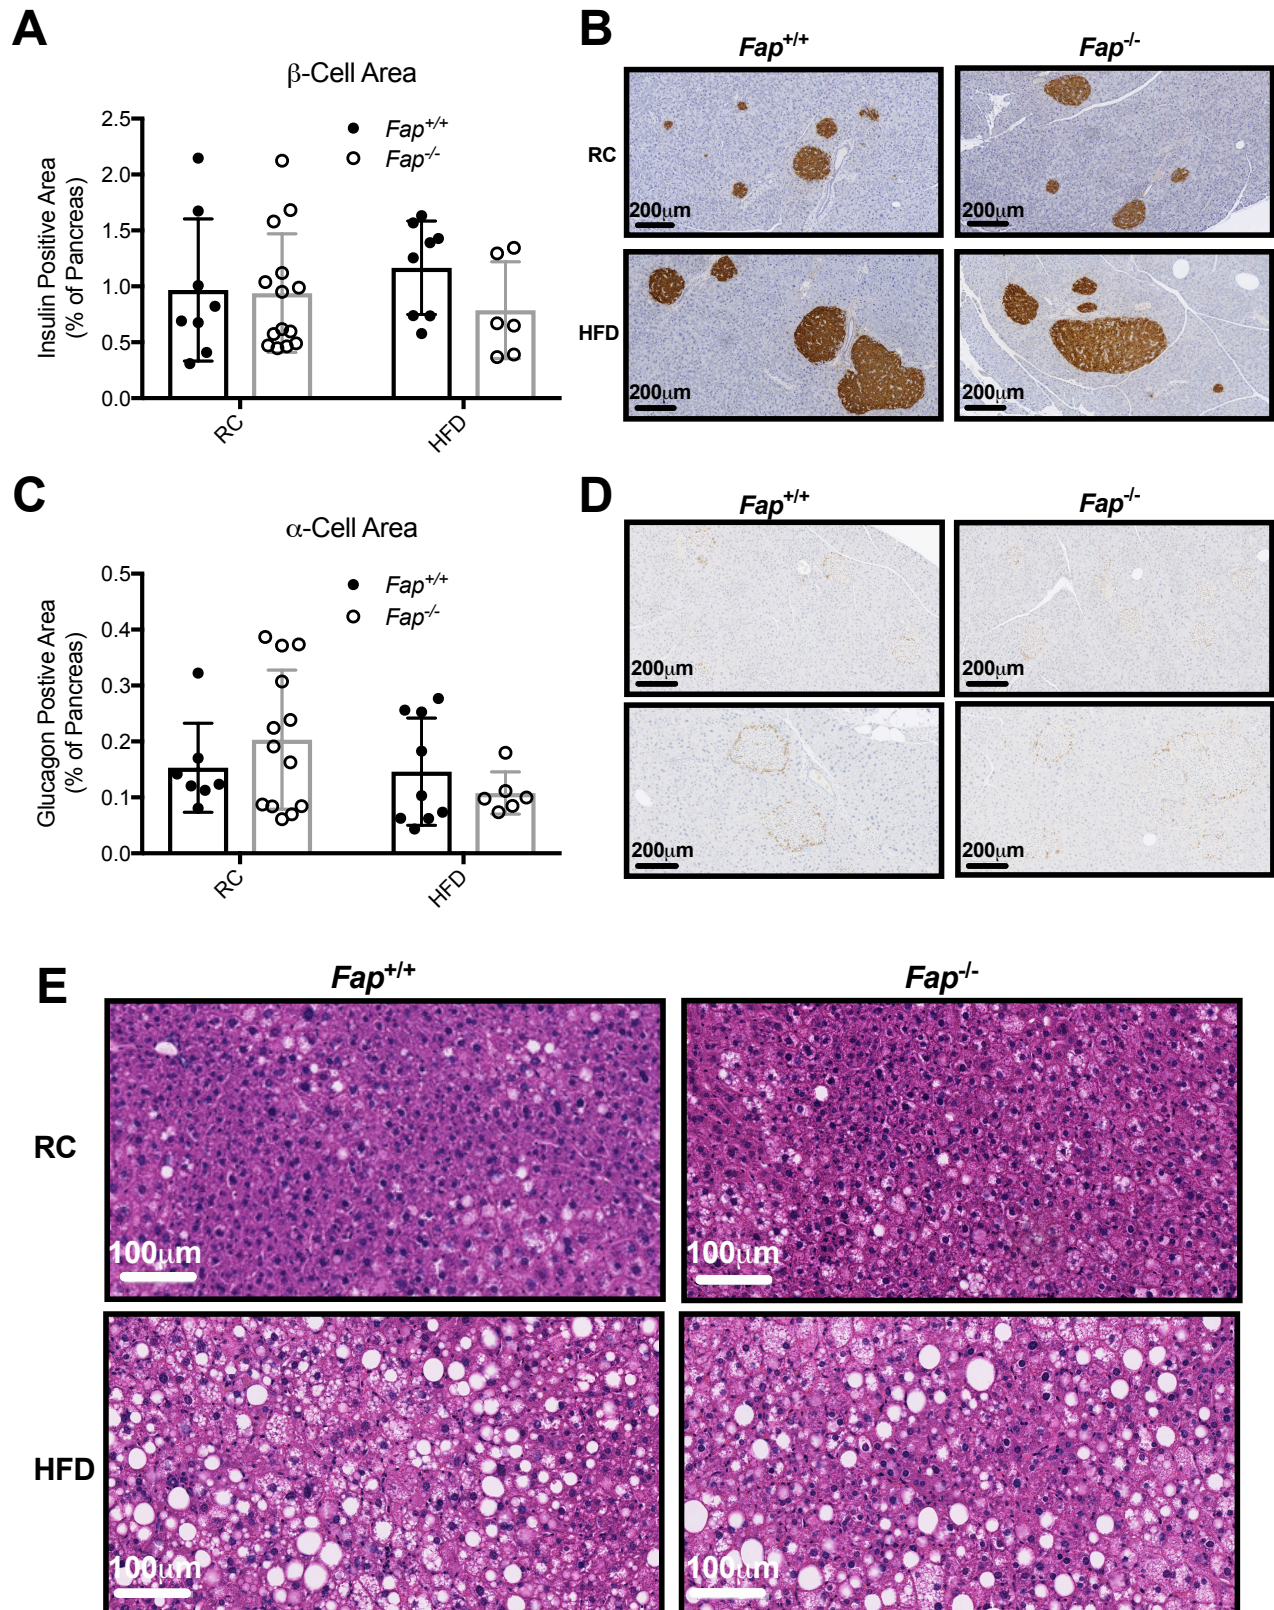 A
β-Cell Area
Insulin Positive Area
(% of Pancreas)
2.5
2.0
1.5
1.0
0.5
0.0
Fap+/+
Fap-/-
RC
HFD
B
Fap+/+
Fap-/-
RC
200μm
200μm
HFD
200μm
200μm
C
α-Cell Area
Glucagon Postive Area
(% of Pancreas)
0.5
0.4
0.3
0.2
0.1
0.0
Fap+/+
Fap-/-
RC
HFD
D
Fap+/+
Fap-/-
200μm
200μm
200μm
200μm
E
Fap+/+
Fap-/-
RC
100μm
100μm
HFD
100μm
100μm